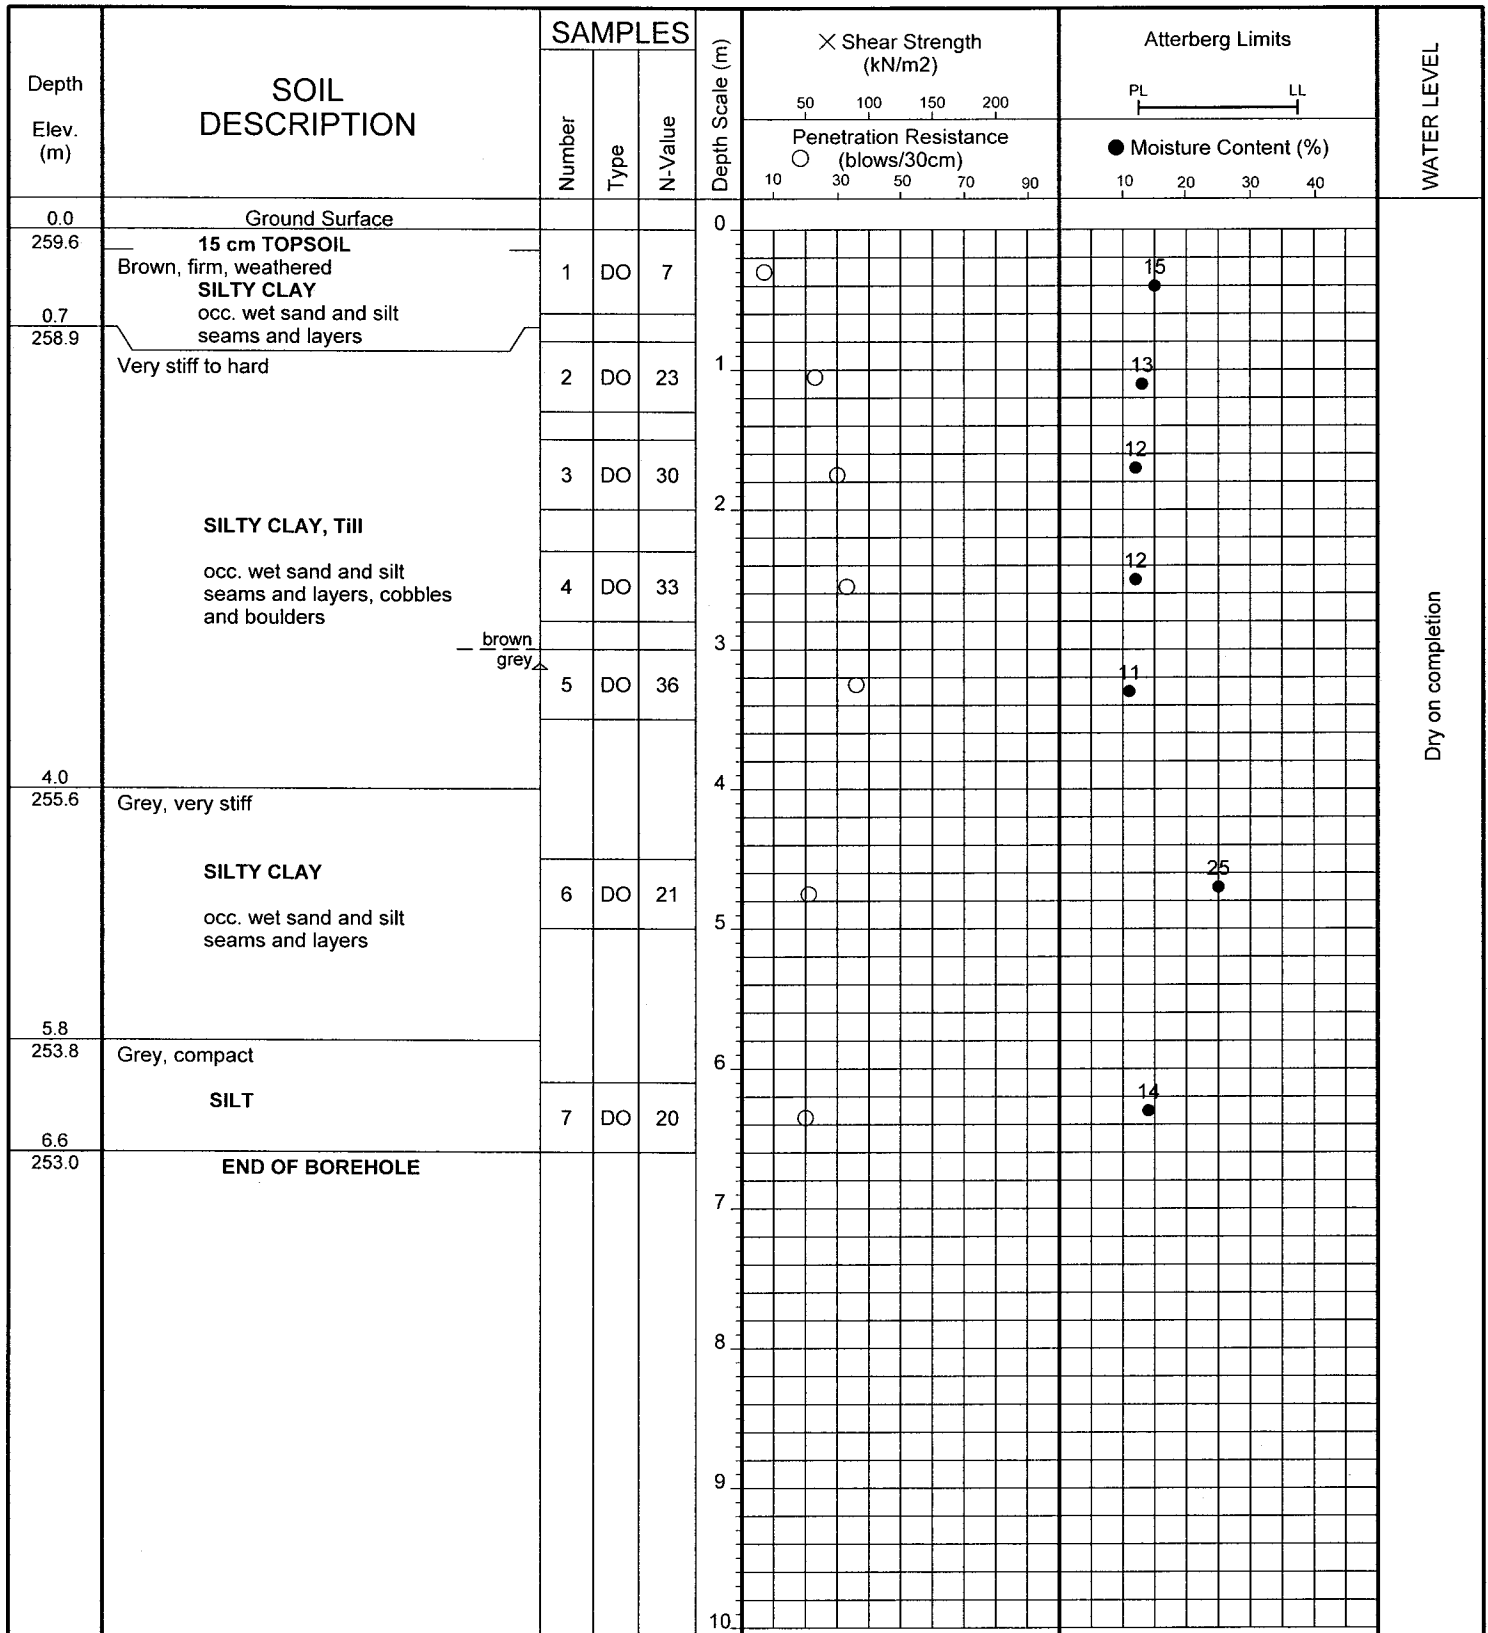 SAMPLES
Depth
Elev.
(m)
SOIL
DESCRIPTION
Number
Type
N-Value
Depth Scale (m)
× Shear Strength
(kN/m2)
50 100 150 200
Penetration Resistance
(blows/30cm)
10 30 50 70 90
Atterberg Limits
PL LL
Moisture Content (%)
10 20 30 40
WATER LEVEL
0.0 Ground Surface
259.6 15 cm TOPSOIL
Brown, firm, weathered
SILTY CLAY
occ. wet sand and silt
seams and layers
1 DO 7
15
0.7
258.9
Very stiff to hard
2 DO 23
13
3 DO 30
12
SILTY CLAY, Till
occ. wet sand and silt
seams and layers, cobbles
and boulders
4 DO 33
12
brown
grey
5 DO 36
11
4.0
255.6
Grey, very stiff
SILTY CLAY
occ. wet sand and silt
seams and layers
6 DO 21
25
5.8
253.8
Grey, compact
SILT
7 DO 20
14
6.6
253.0
END OF BOREHOLE
0
1
2
3
4
5
6
7
8
9
10
Dry on completion